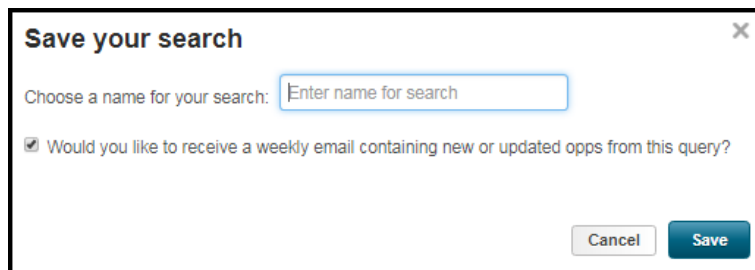 Save your search
Choose a name for your search: Enter name for search
Would you like to receive a weekly email containing new or updated opps from this query?
Cancel Save